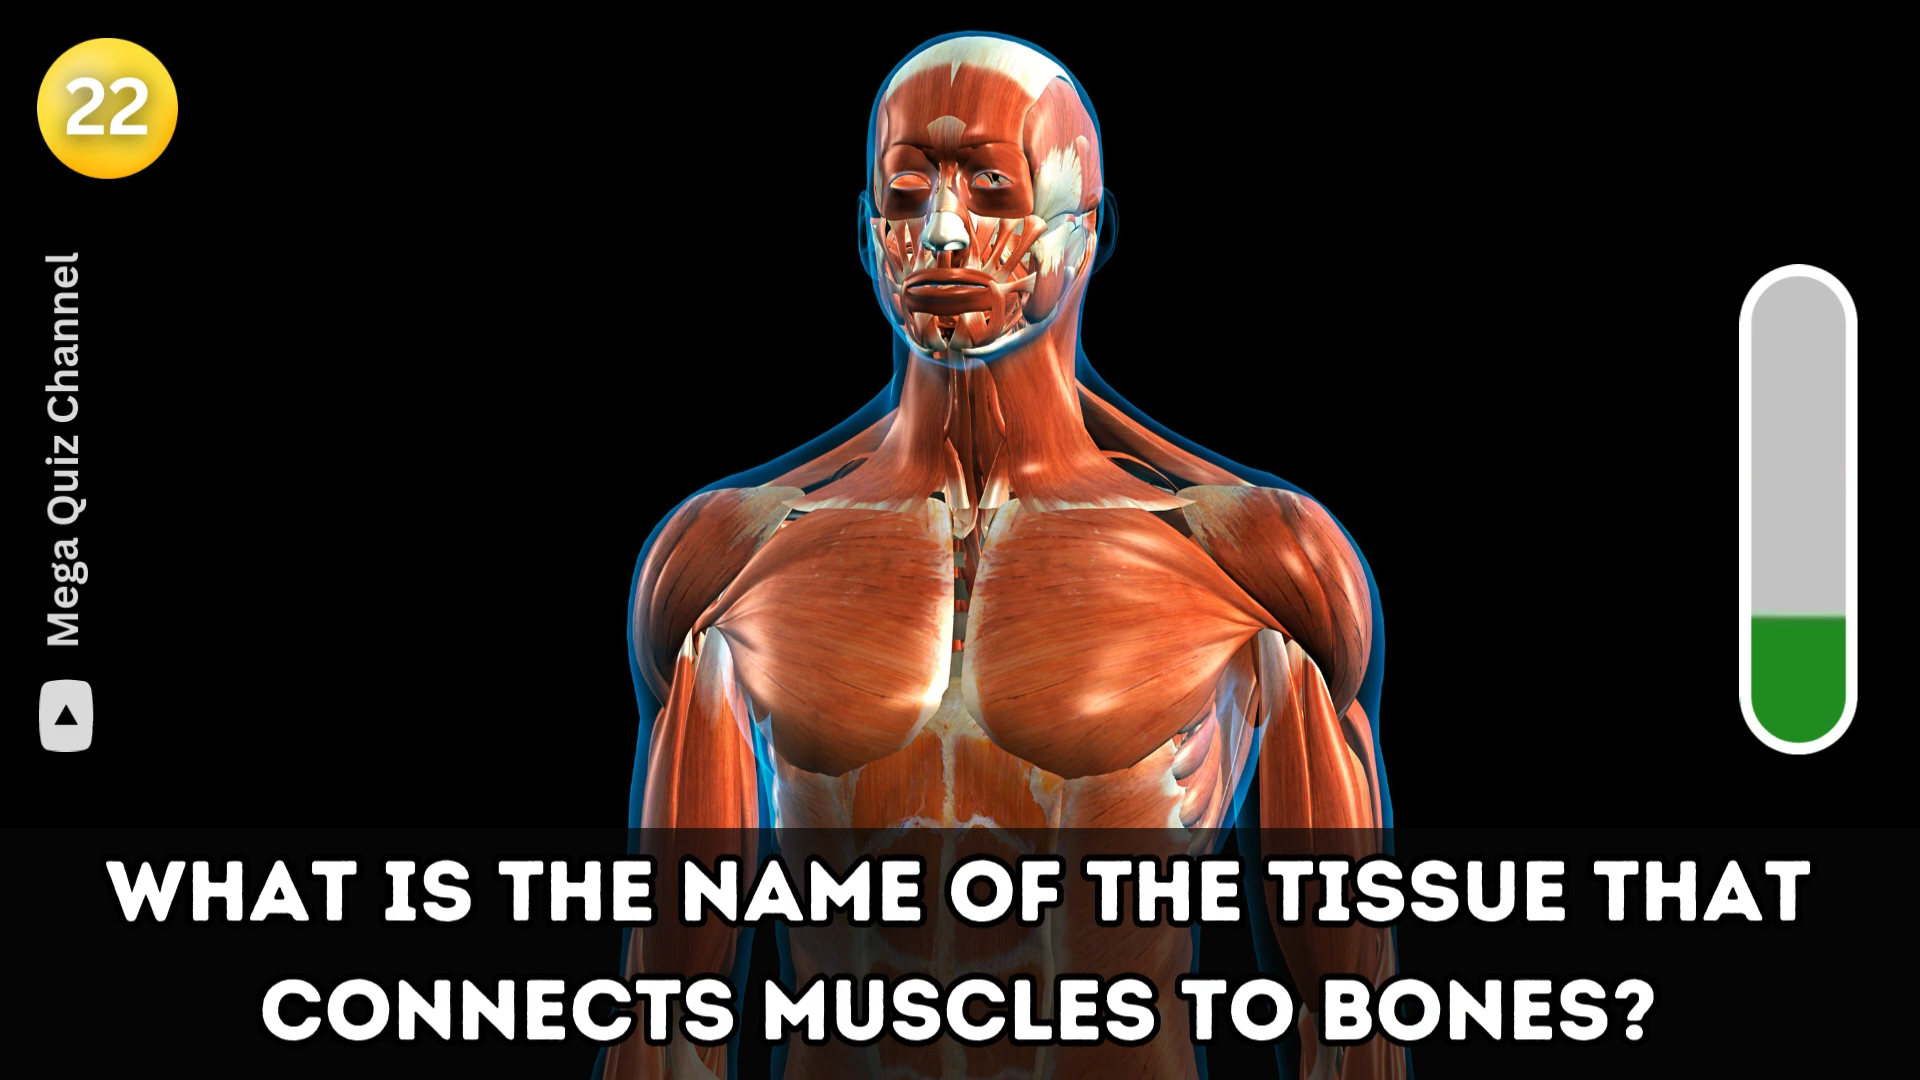 22
Mega Quiz Channel
WHAT IS THE NAME OF THE TISSUE THAT
CONNECTS MUSCLES TO BONES?